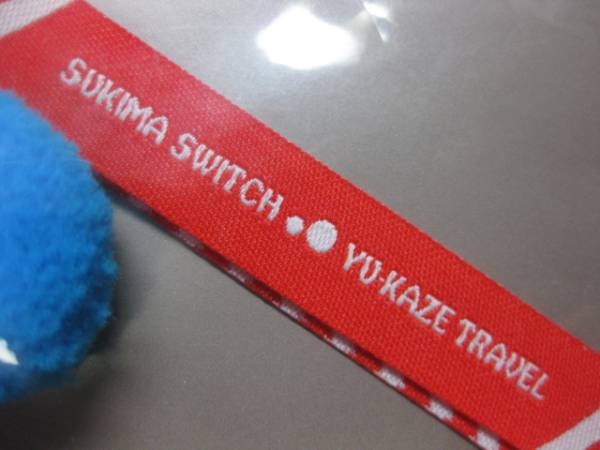 SUKIMA SWITCH YU-KAZE TRAVEL